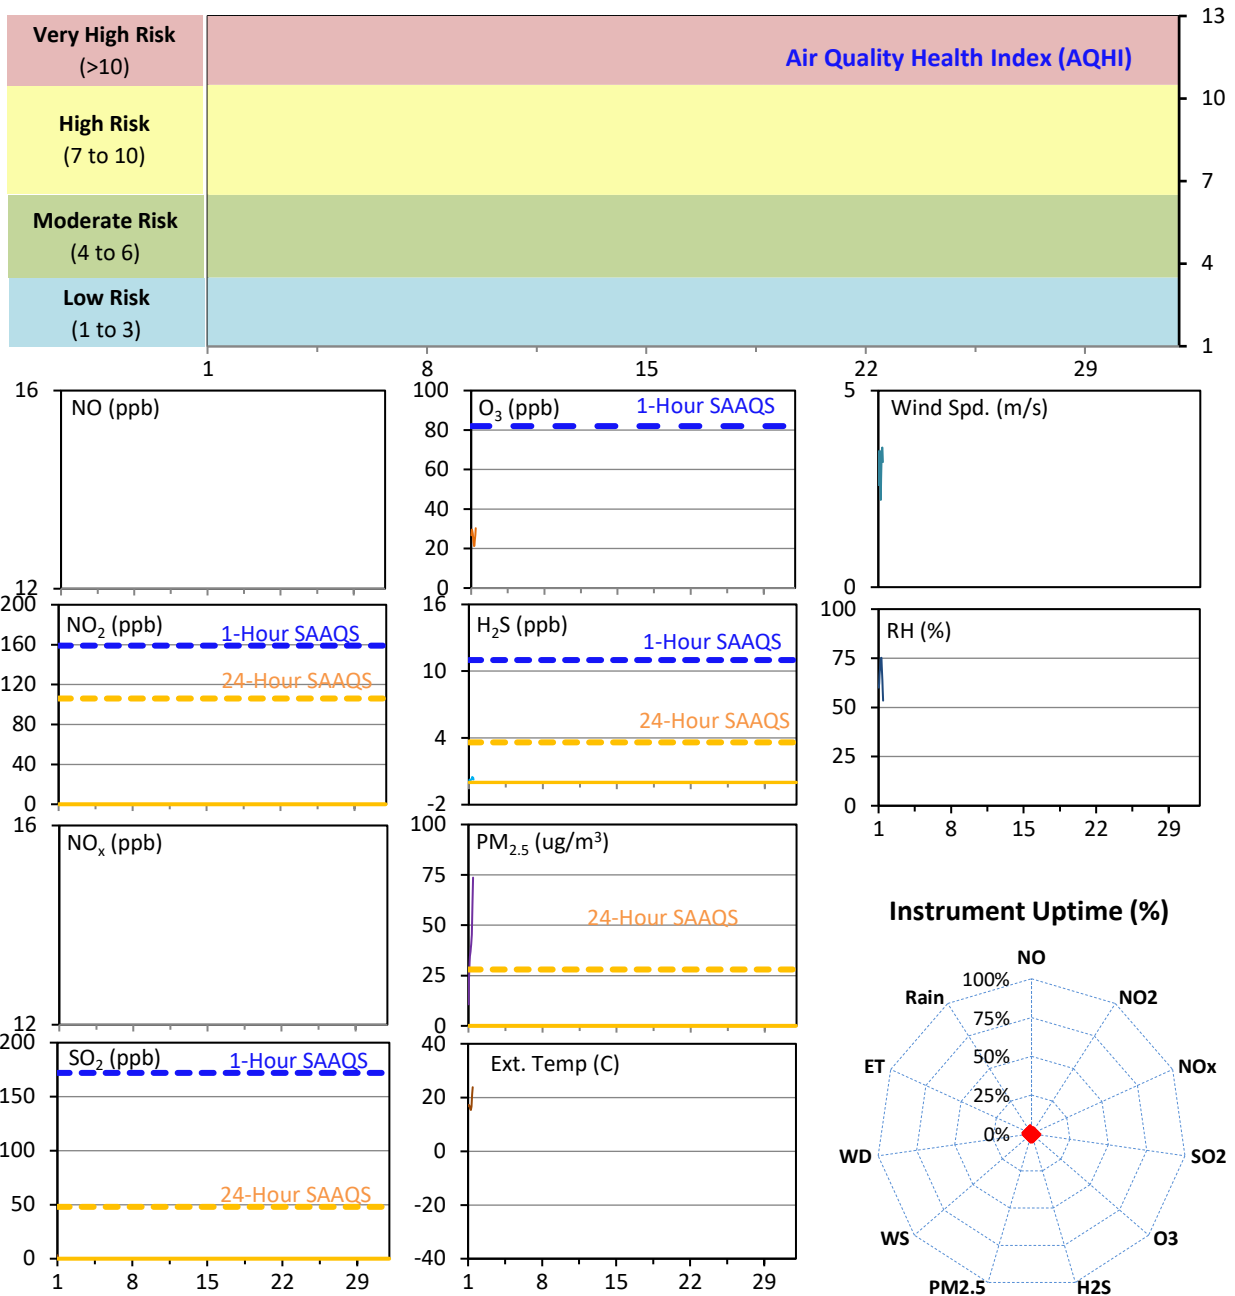 Very High Risk
(>10)
High Risk
(7 to 10)
Moderate Risk
(4 to 6)
Low Risk
(1 to 3)
Air Quality Health Index (AQHI)
13
10
7
4
1
1 8 15 22 29
NO (ppb)
16
12
O3 (ppb)
1-Hour SAAQS
100
80
60
40
20
0
Wind Spd. (m/s)
5
0
NO2 (ppb)
1-Hour SAAQS
24-Hour SAAQS
200
160
120
80
40
0
H2S (ppb)
1-Hour SAAQS
24-Hour SAAQS
16
10
4
-2
RH (%)
100
75
50
25
0
1 8 15 22 29
NOx (ppb)
16
12
PM2.5 (ug/m³)
24-Hour SAAQS
100
75
50
25
0
SO2 (ppb)
1-Hour SAAQS
24-Hour SAAQS
200
150
100
50
0
1 8 15 22 29
Ext. Temp (C)
40
20
0
-20
-40
1 8 15 22 29
Instrument Uptime (%)
NO
NO2
NOx
SO2
O3
H2S
PM2.5
WS
WD
ET
Rain
100%
75%
50%
25%
0%